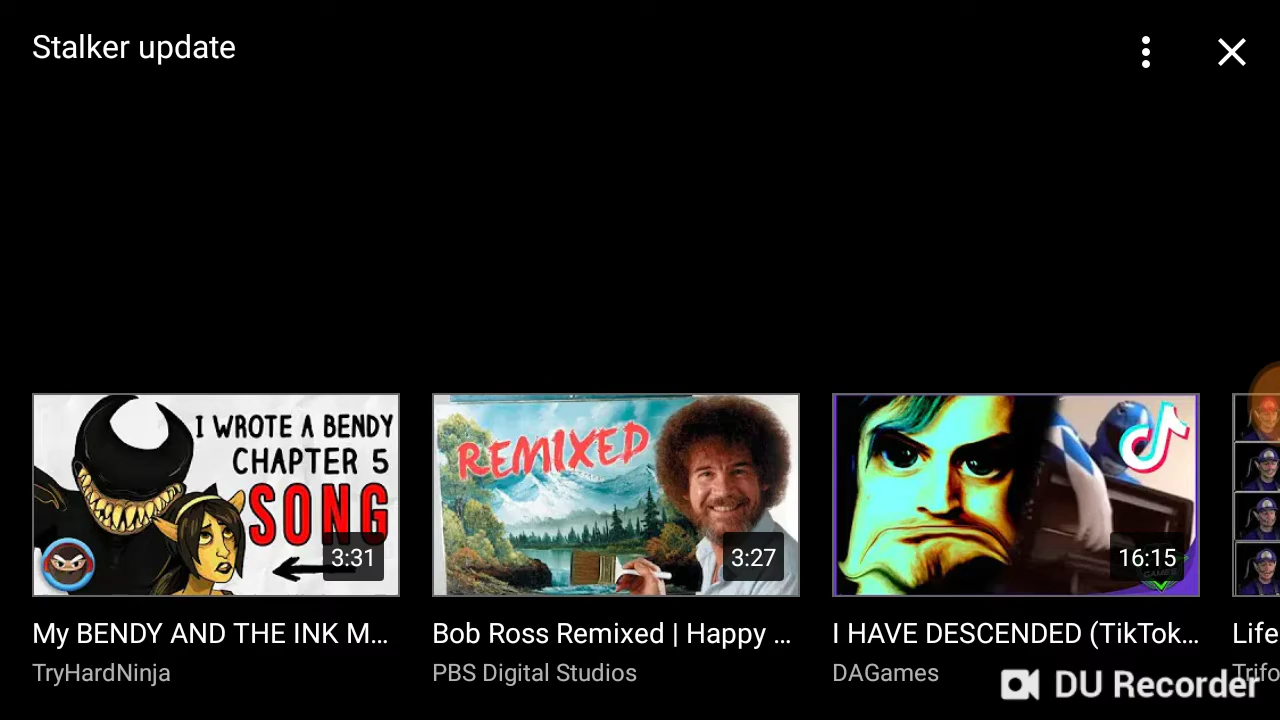 Stalker update
I WROTE A BENDY
CHAPTER 5
SONG
3:31
REMIXED
3:27
16:15
My BENDY AND THE INK M...
TryHardNinja
Bob Ross Remixed | Happy ...
PBS Digital Studios
I HAVE DESCENDED (TikTok...
DAGames
Life
Trifo
DU Recorder